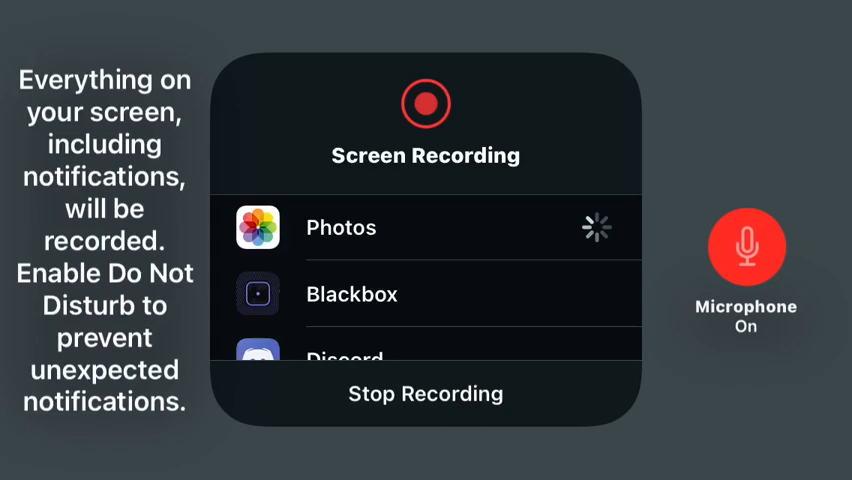 Everything on
your screen,
including
notifications,
will be
recorded.
Enable Do Not
Disturb to
prevent
unexpected
notifications.
Screen Recording
Photos
Blackbox
Discord
Stop Recording
Microphone
On